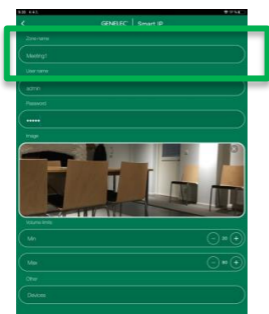 GENELEC | Smart IP
Zone name
Meeting1
User name
admin
Password
•••••
Image
Volume limits
Min
Max
Other
Devices